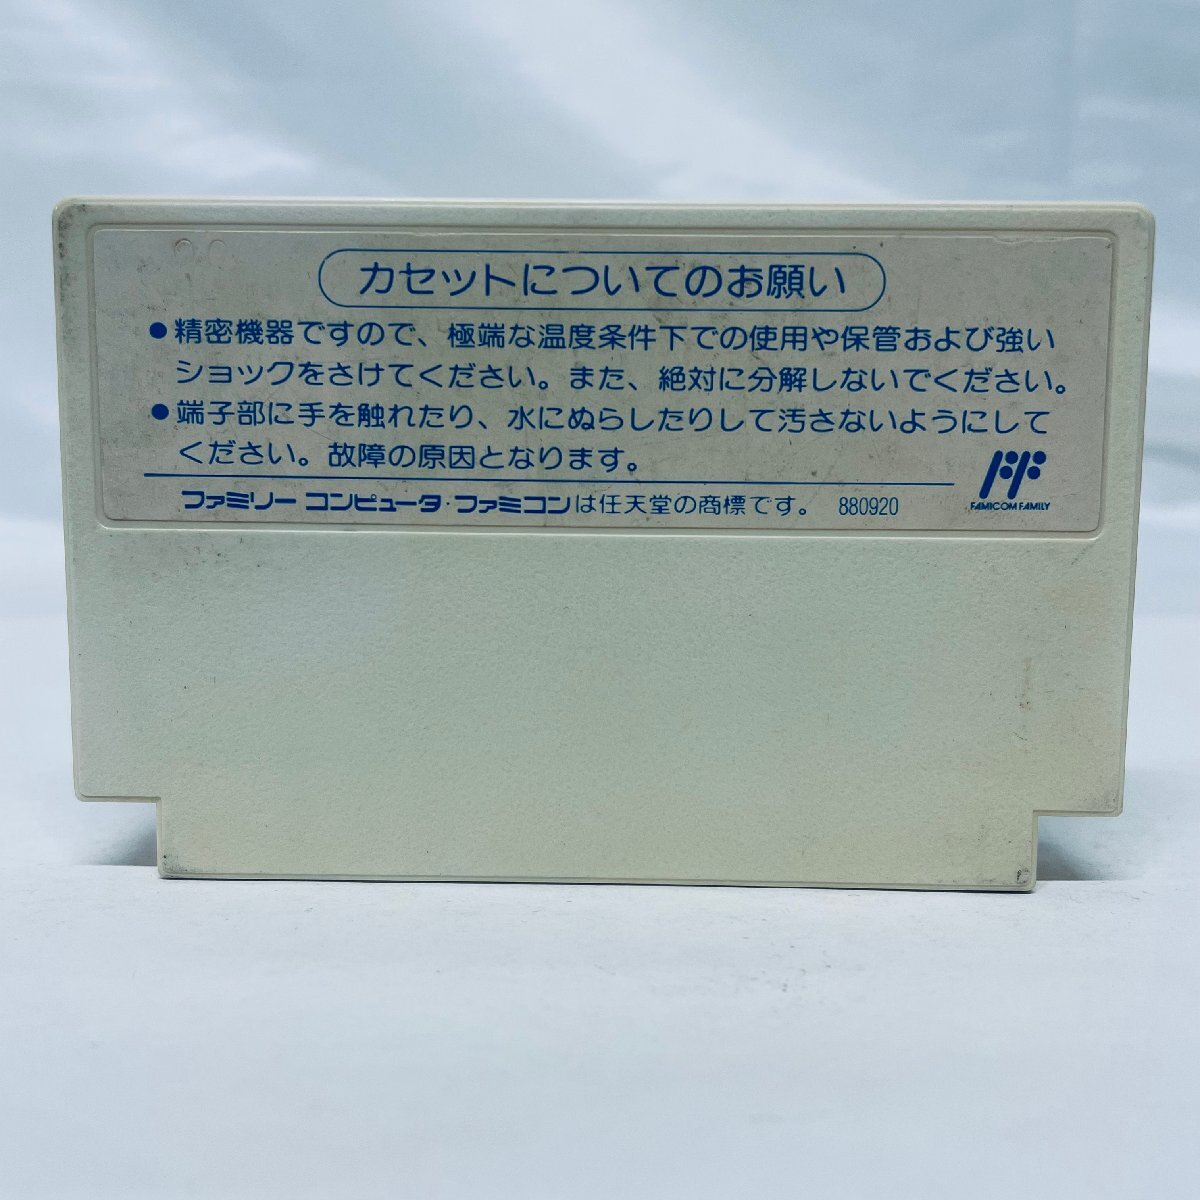 カセットについてのお願い
●精密機器ですので、極端な温度条件下での使用や保管および強い
ショックをさけてください。また、絶対に分解しないでください。
●端子部に手を触れたり、水にぬらしたりして汚さないようにして
ください。故障の原因となります。
ファミリーコンピュータ・ファミコンは任天堂の商標です。 880920
FAMICOM FAMILY